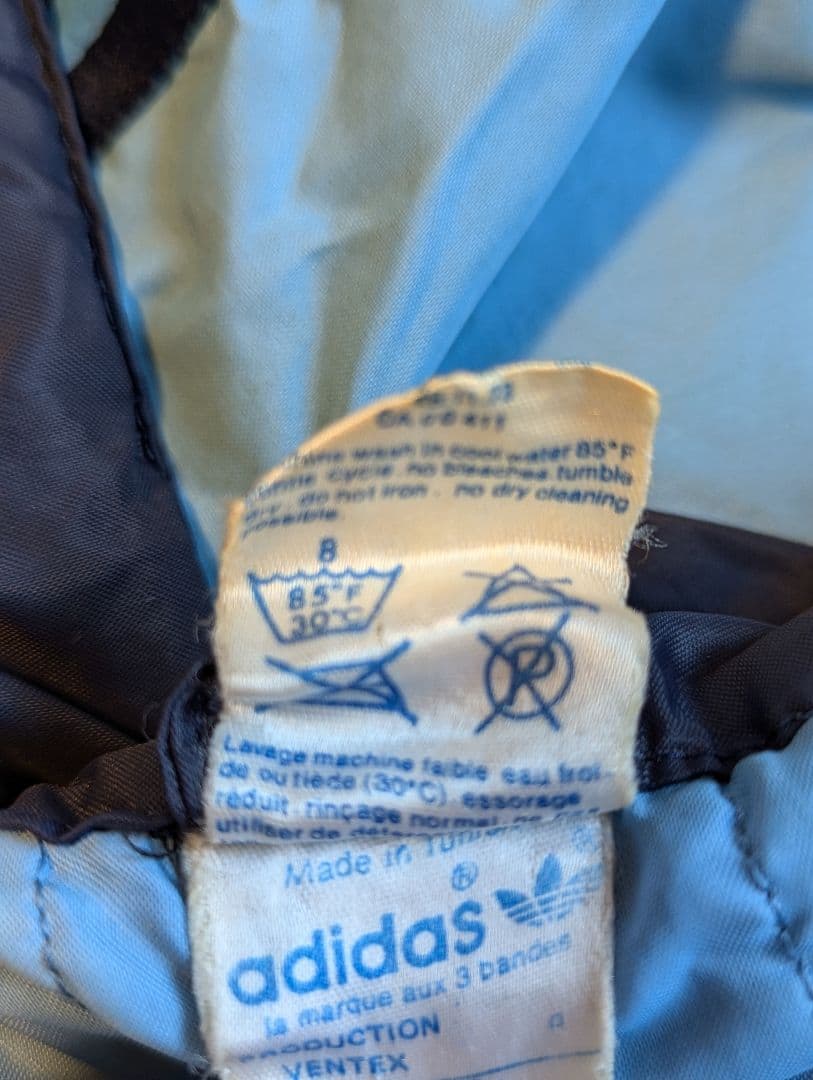 wash in cool water 85°F
cycle. no bleaches. tumble
dry. do not iron. no dry cleaning
possible.
8
85°F
30°C
P
Lavage machine faible eau froi-
de ou tiède (30°C) essorage
réduit. rinçage normal.
utiliser de
Made in
®
adidas
la marque aux 3 bandes
PRODUCTION
VENTEX